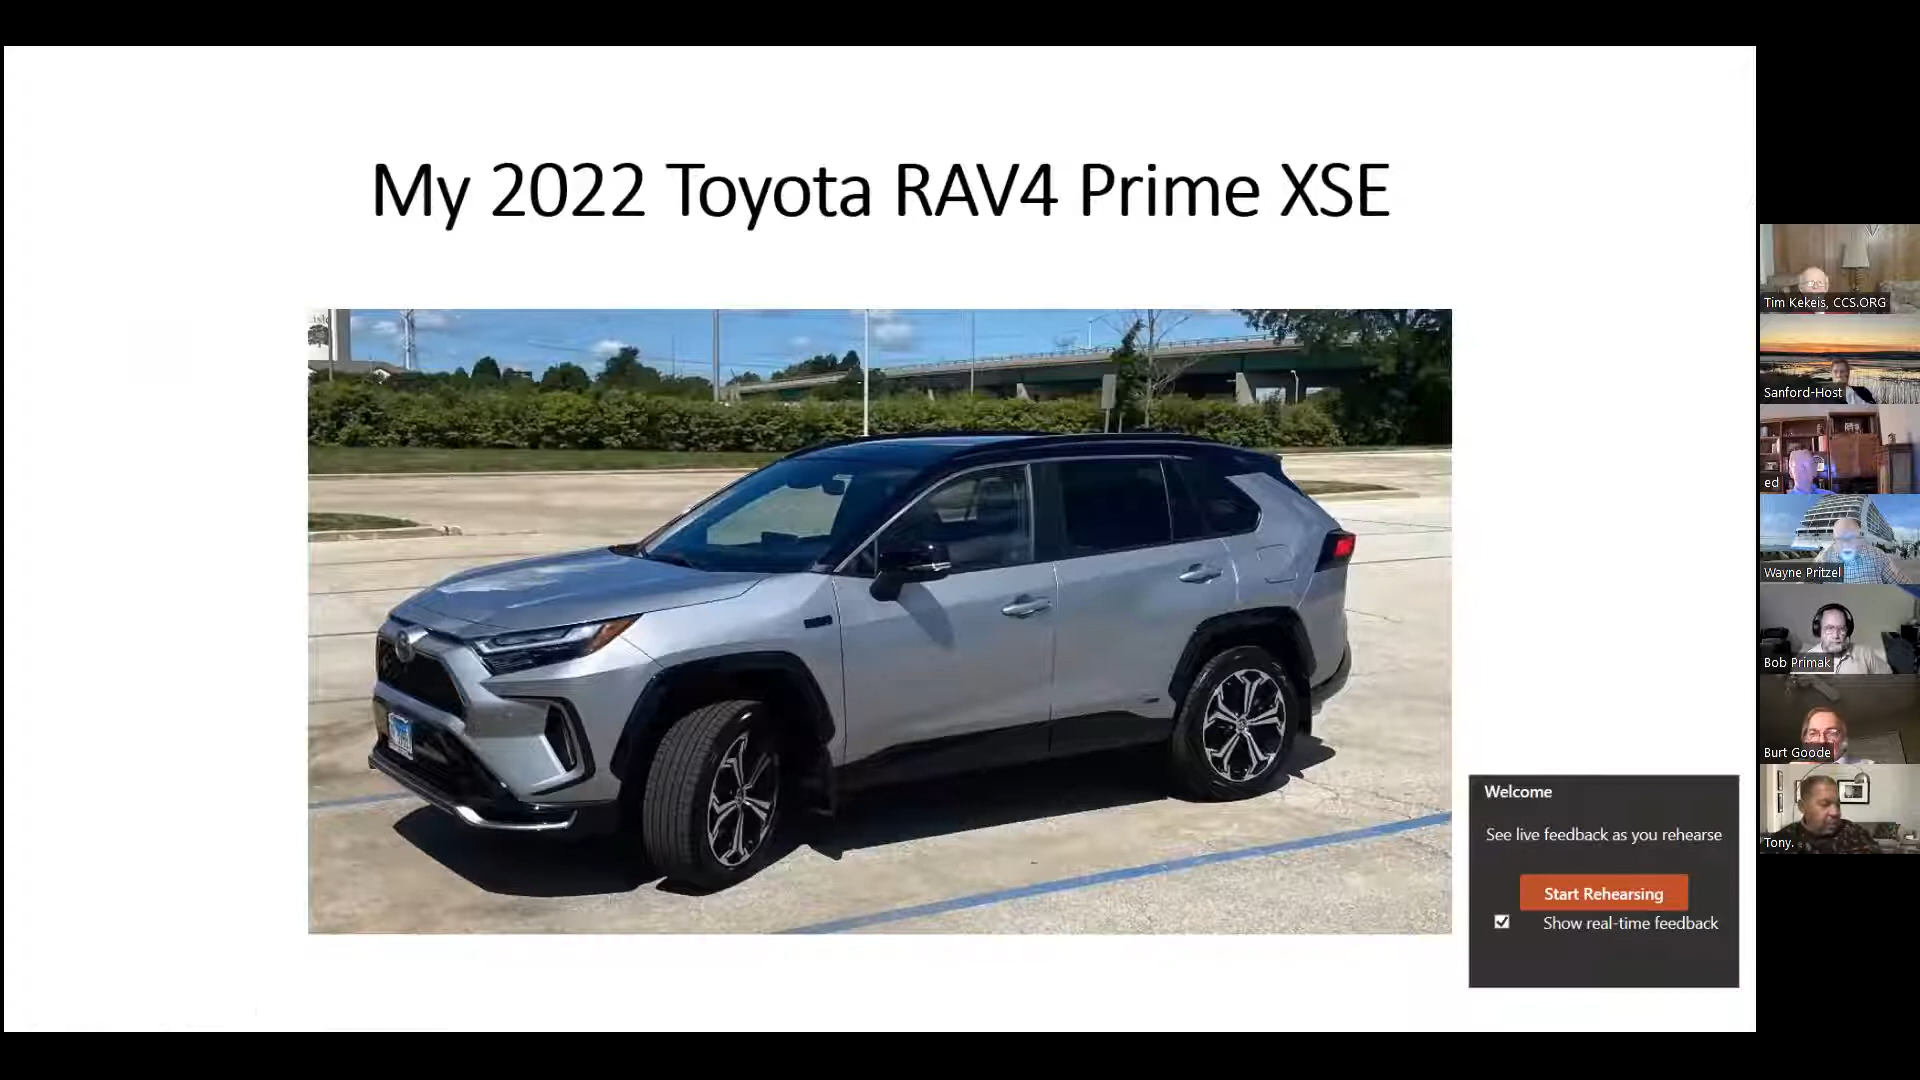 My 2022 Toyota RAV4 Prime XSE
Tim Kekeis, CCS.ORG
Sanford-Host
ed
Wayne Pritzel
Bob Primak
Burt Goode
Tony.
Welcome
See live feedback as you rehearse
Start Rehearsing
Show real-time feedback